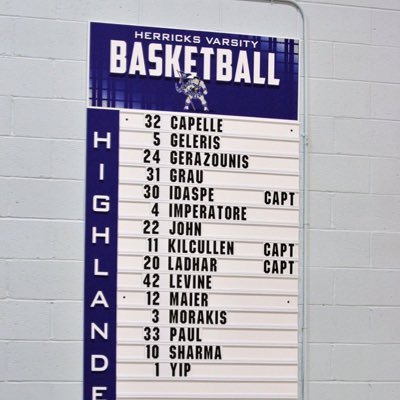 HERRICKS VARSITY
BASKETBALL
HIGHLANDE
32 CAPELLE
5 GELERIS
24 GERAZOUNIS
31 GRAU
30 IDASPE CAPT
4 IMPERATORE
22 JOHN
11 KILCULLEN CAPT
20 LADHAR CAPT
42 LEVINE
12 MAIER
3 MORAKIS
33 PAUL
10 SHARMA
1 YIP